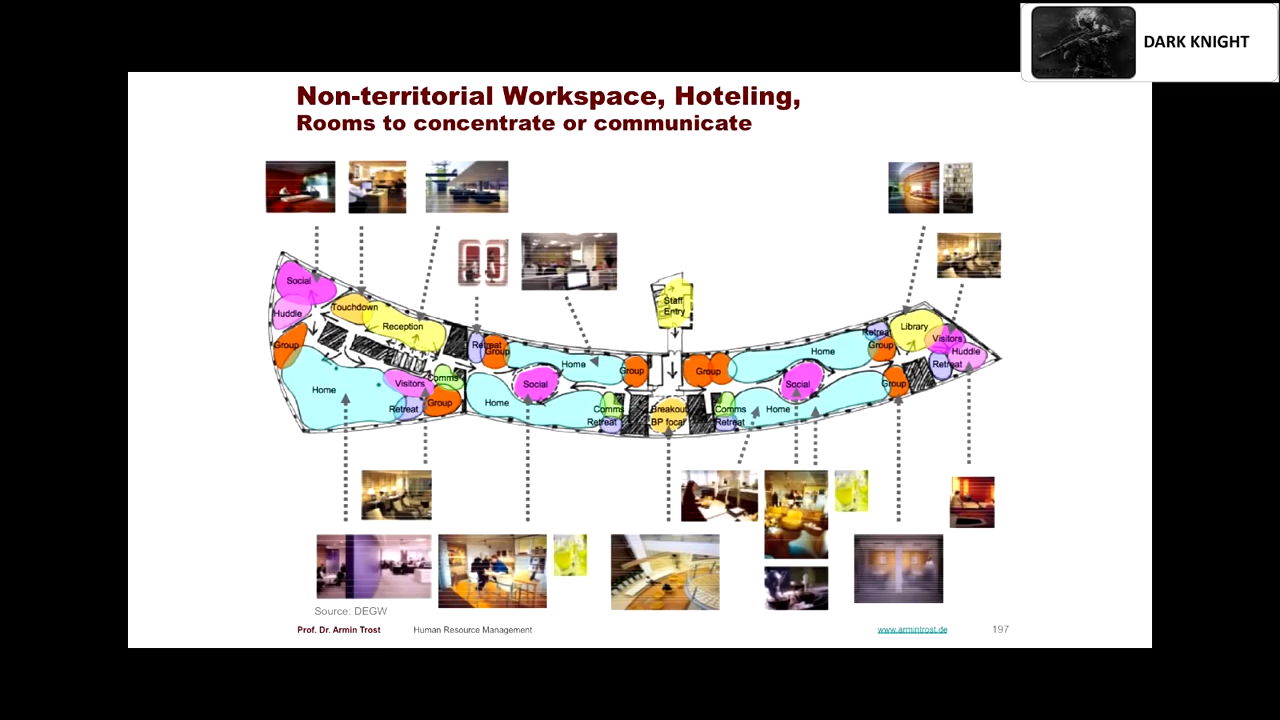 DARK KNIGHT
Non-territorial Workspace, Hoteling,
Rooms to concentrate or communicate
Social
Huddle
Touchdown
Reception
Group
Home
Visitors
Comms
Retreat
Group
Retreat
Group
Home
Social
Home
Group
Comms
Retreat
Staff
Entry
Breakout
BP focal
Group
Comms
Retreat
Home
Social
Home
Retreat
Group
Library
Visitors
Huddle
Retreat
Group
Source: DEGW
Prof. Dr. Armin Trost Human Resource Management www.armintrost.de 197